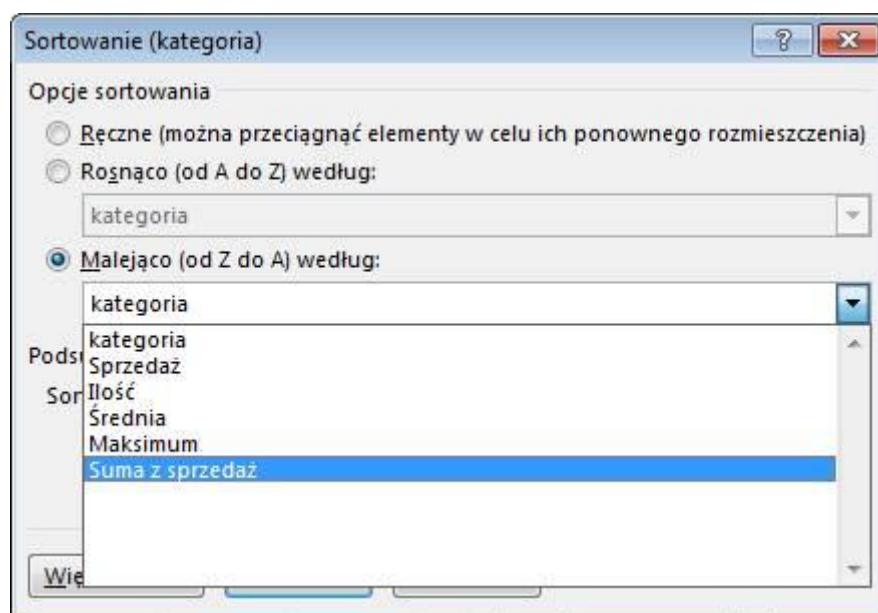 Sortowanie (kategoria)
Opcje sortowania
Ręczne (można przeciągnąć elementy w celu ich ponownego rozmieszczenia)
Rosnąco (od A do Z) według:
kategoria
Malejąco (od Z do A) według:
kategoria
kategoria
Sprzedaż
Ilość
Średnia
Maksimum
Suma z sprzedaż